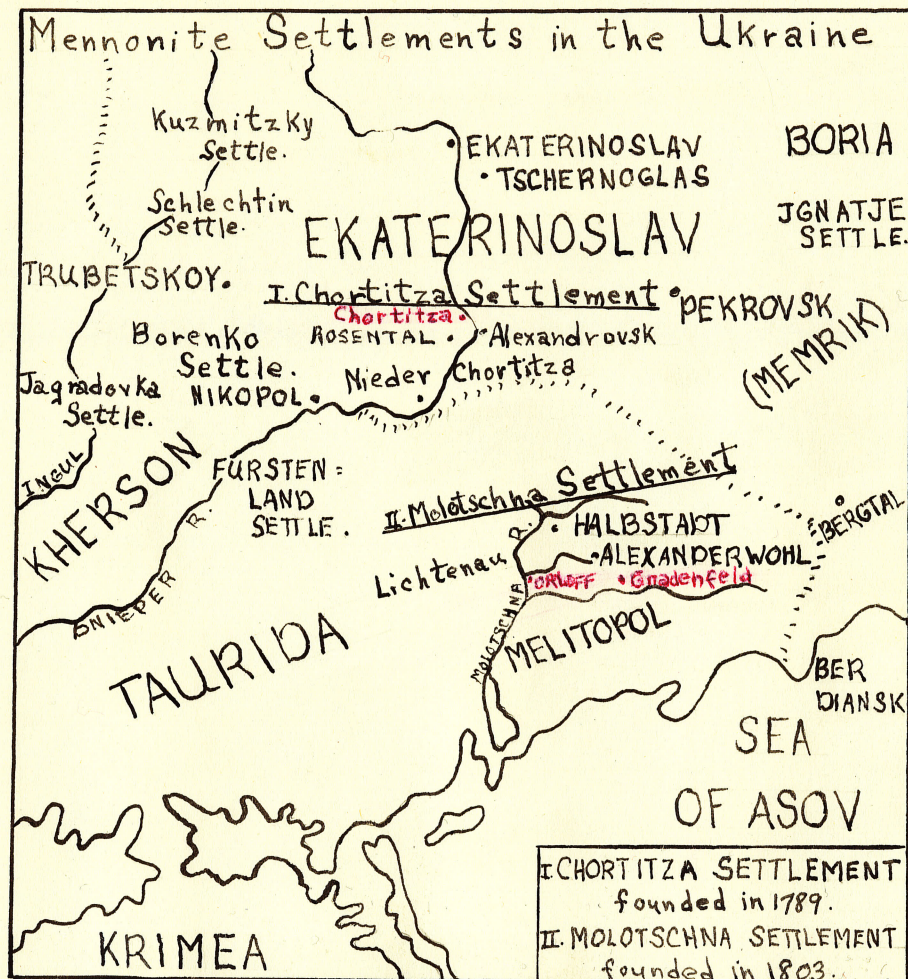 Mennonite Settlements in the Ukraine
Kuzmitzky
Settle.
EKATERINOSLAV
TSCHERNOGLAS
BORIA
Schlechtin
Settle.
JGNATJE
SETTLE.
EKATERINOSLAV
TRUBETSKOY.
I. Chortitza Settlement
PEKROVSK
(MEMRIK)
Chortitza
ROSENTAL
Alexandrovsk
Borenko
Settle.
Nieder Chortitza
Jagradovka
Settle.
NIKOPOL
INGUL
KHERSON
FURSTEN=
LAND
SETTLE.
II. Molotschna Settlement
BERGTAL
HALBSTADT
R.
R.
ALEXANDERWOHL
Lichtenau
ORLOFF
Gnadenfeld
DNIEPER
MOLOTSCHNA
MELITOPOL
TAURIDA
BER
DIANSK
SEA
OF ASOV
KRIMEA
I. CHORTITZA SETTLEMENT
founded in 1789.
II. MOLOTSCHNA SETTLEMENT
founded in 1803.